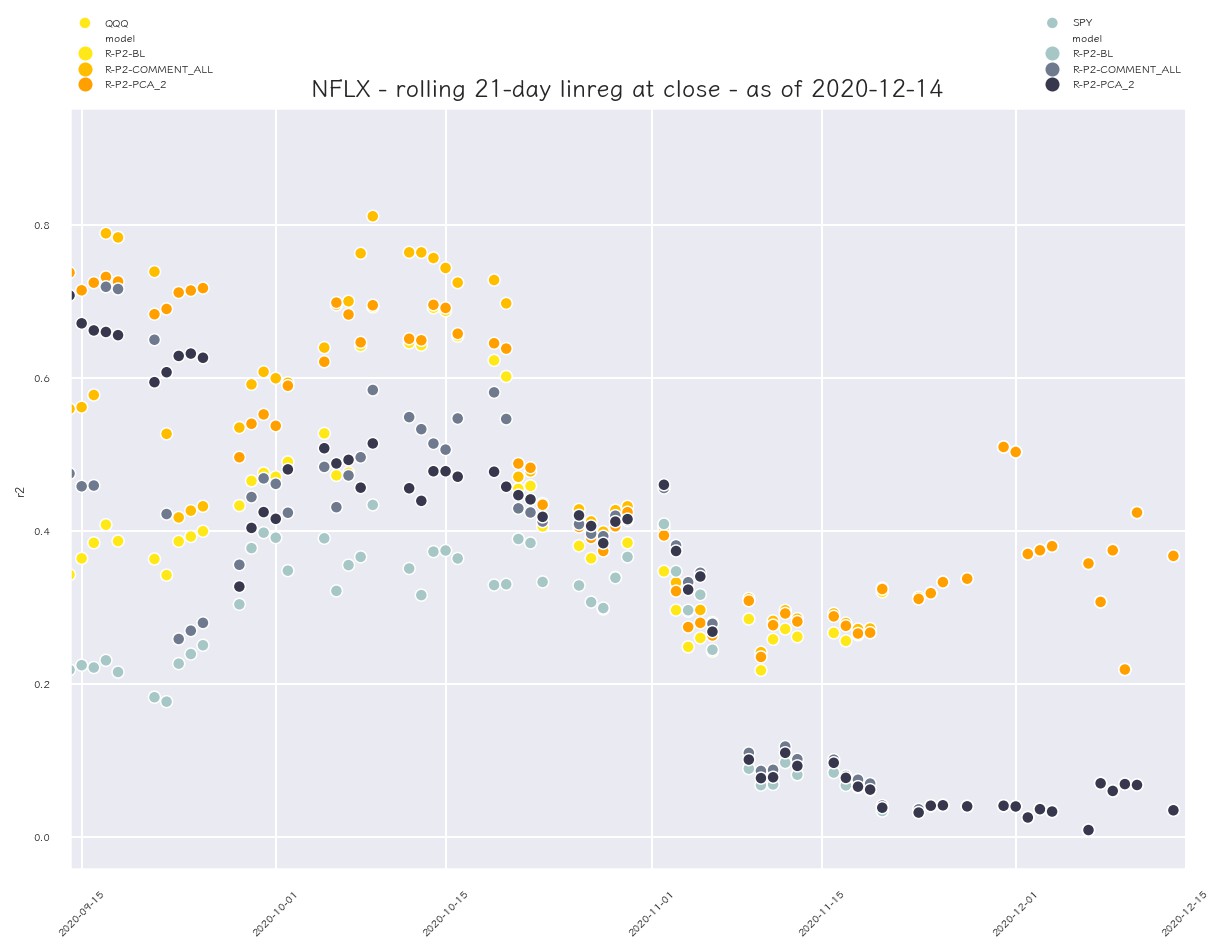 QQQ
model
R-P2-BL
R-P2-COMMENT_ALL
R-P2-PCA_2
SPY
model
R-P2-BL
R-P2-COMMENT_ALL
R-P2-PCA_2
NFLX - rolling 21-day linreg at close - as of 2020-12-14
0.8
0.6
0.4
0.2
0.0
r2
2020-09-15
2020-10-01
2020-10-15
2020-11-01
2020-11-15
2020-12-01
2020-12-15